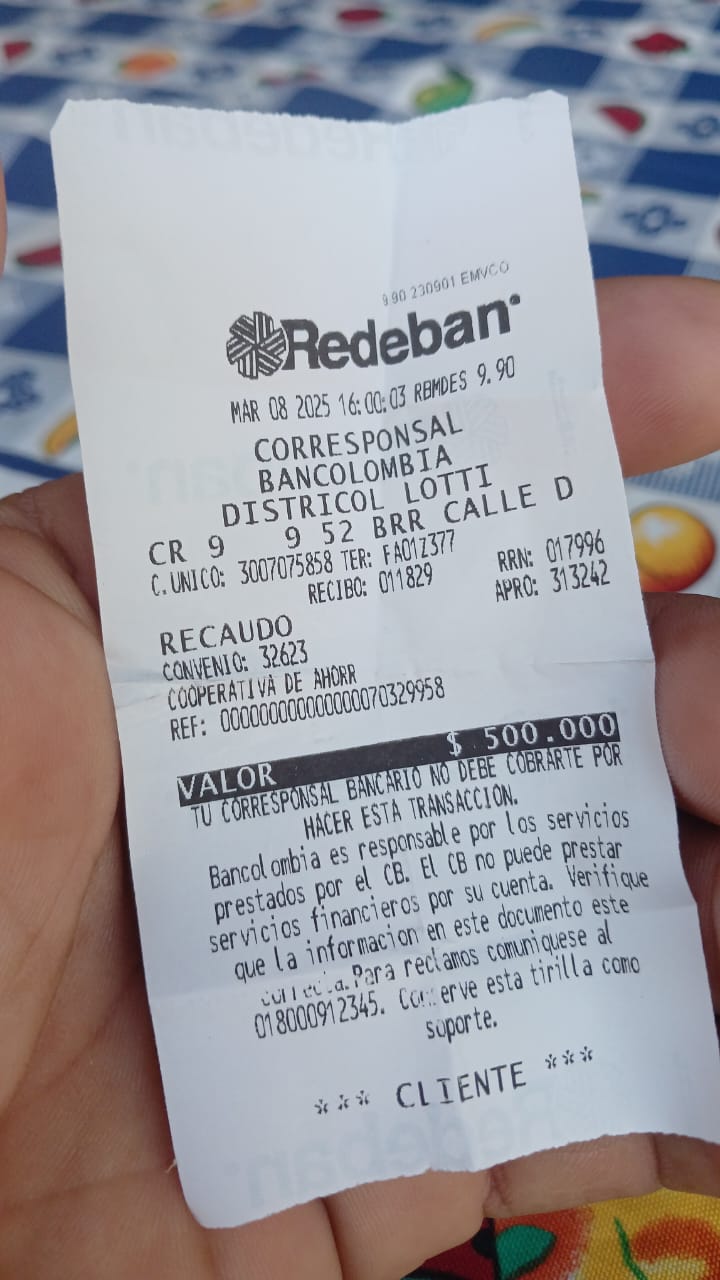 9.90 230901 EMVCO
Redeban
MAR 08 2025 16:00:03 RBMDES 9.90
CORRESPONSAL
BANCOLOMBIA
DISTRICOL LOTTI
CR 9 9 52 BRR CALLE D
C. UNICO: 3007075858 TER: FA01Z377
RECIBO: 011829 RRN: 017996
APRO: 313242
RECAUDO
CONVENIO: 32623
COOPERATIVA DE AHORR
REF: 00000000000000070329958
VALOR $ 500.000
TU CORRESPONSAL BANCARIO NO DEBE COBRARTE POR
HACER ESTA TRANSACCION.
Bancolombia es responsable por los servicios
prestados por el CB. El CB no puede prestar
servicios financieros por su cuenta. Verifique
que la informacion en este documento este
correcta. Para reclamos comuniquese al
018000912345. Conserve esta tirilla como
soporte.
*** CLIENTE ***